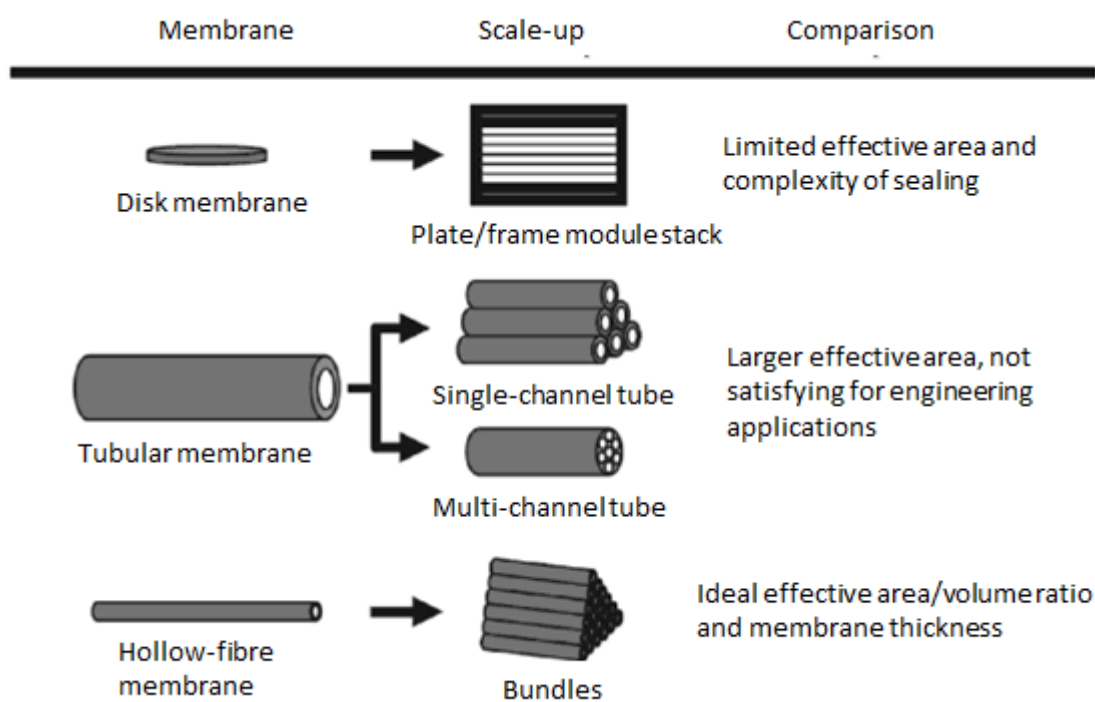 Membrane Scale-up Comparison
Limited effective area and
complexity of sealing
Disk membrane
Plate/frame module stack
Larger effective area, not
satisfying for engineering
applications
Single-channel tube
Tubular membrane
Multi-channel tube
Ideal effective area/volume ratio
and membrane thickness
Hollow-fibre
membrane
Bundles